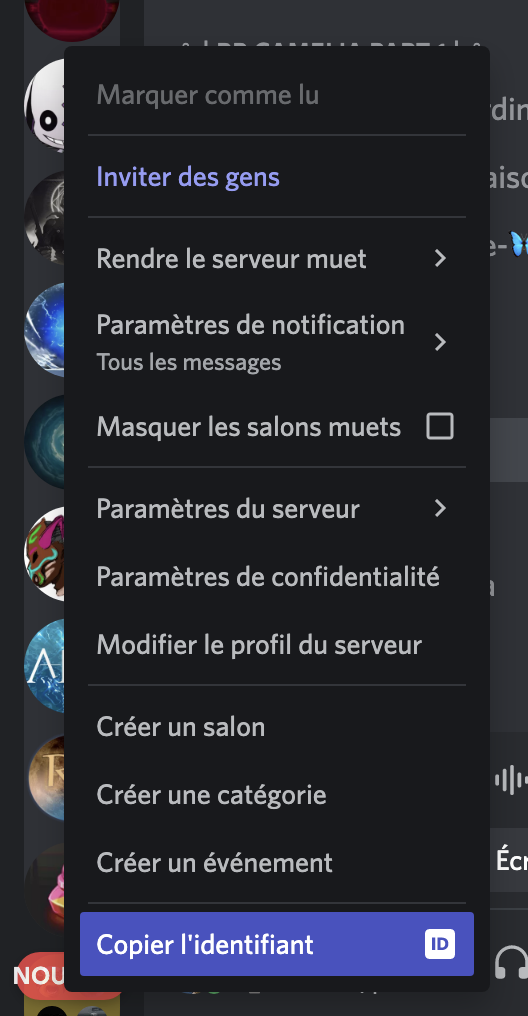 Marquer comme lu
Inviter des gens
Rendre le serveur muet
Paramètres de notification
Tous les messages
Masquer les salons muets
Paramètres du serveur
Paramètres de confidentialité
Modifier le profil du serveur
Créer un salon
Créer une catégorie
Créer un événement
Copier l'identifiant
ID